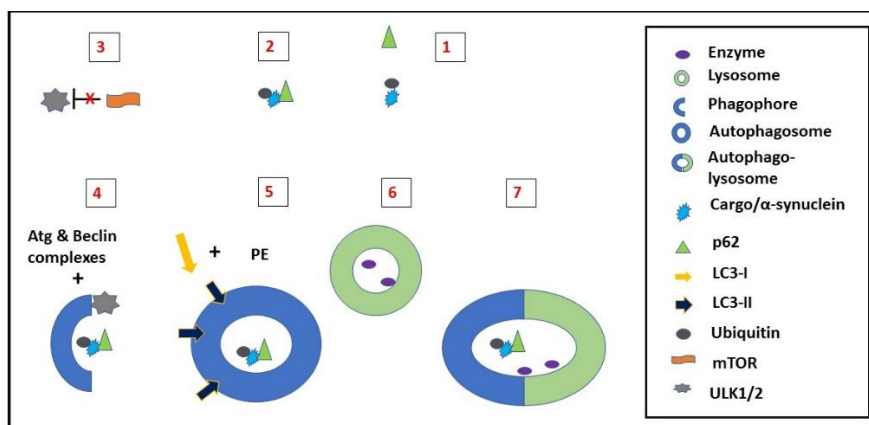 3
2
1
X
4
5
6
7
Atg & Beclin
complexes
+
+ PE
Enzyme
Lysosome
Phagophore
Autophagosome
Autophago-
lysosome
Cargo/α-synuclein
p62
LC3-I
LC3-II
Ubiquitin
mTOR
ULK1/2